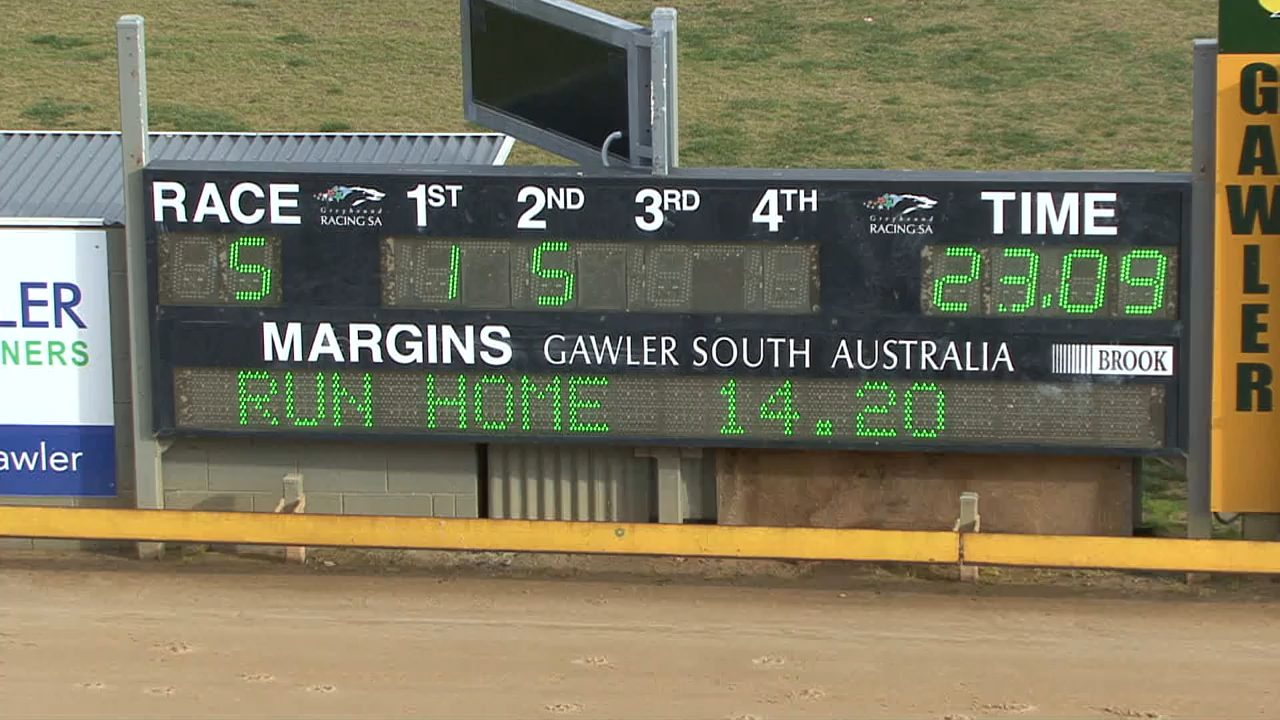 RACE Greyhound RACING SA 1ST 2ND 3RD 4TH Greyhound RACING SA TIME
5 1 5 23.09
MARGINS GAWLER SOUTH AUSTRALIA BROOK
RUN HOME 14.20
LER
NERS
awler
GAWLER